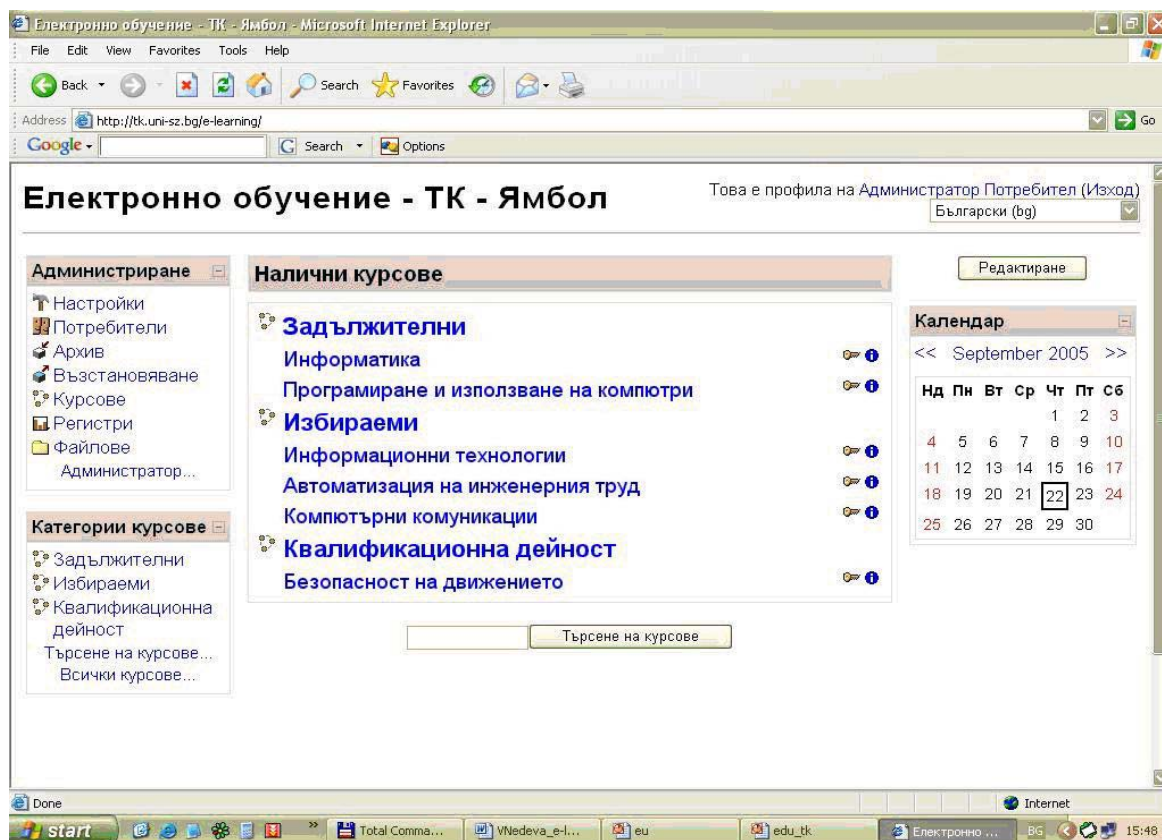 Електронно обучение - ТК - Ямбол - Microsoft Internet Explorer
File Edit View Favorites Tools Help
Back Search Favorites
Address http://tk.uni-sz.bg/e-learning/ Go
Google Search Options
Електронно обучение - ТК - Ямбол
Това е профила на Администратор Потребител (Изход)
Български (bg)
Администриране
Настройки
Потребители
Архив
Възстановяване
Курсове
Регистри
Файлове
Администратор...
Категории курсове
Задължителни
Избираеми
Квалификационна
дейност
Търсене на курсове...
Всички курсове...
Налични курсове
Задължителни
Информатика
Програмиране и използване на компютри
Избираеми
Информационни технологии
Автоматизация на инженерния труд
Компютърни комуникации
Квалификационна дейност
Безопасност на движението
Търсене на курсове
Редактиране
Календар
<< September 2005 >>
Нд Пн Вт Ср Чт Пт Сб
1 2 3
4 5 6 7 8 9 10
11 12 13 14 15 16 17
18 19 20 21 22 23 24
25 26 27 28 29 30
Done Internet
start » Total Comma... VNedeva_e-l... eu edu_tk Електронно ... BG 15:48